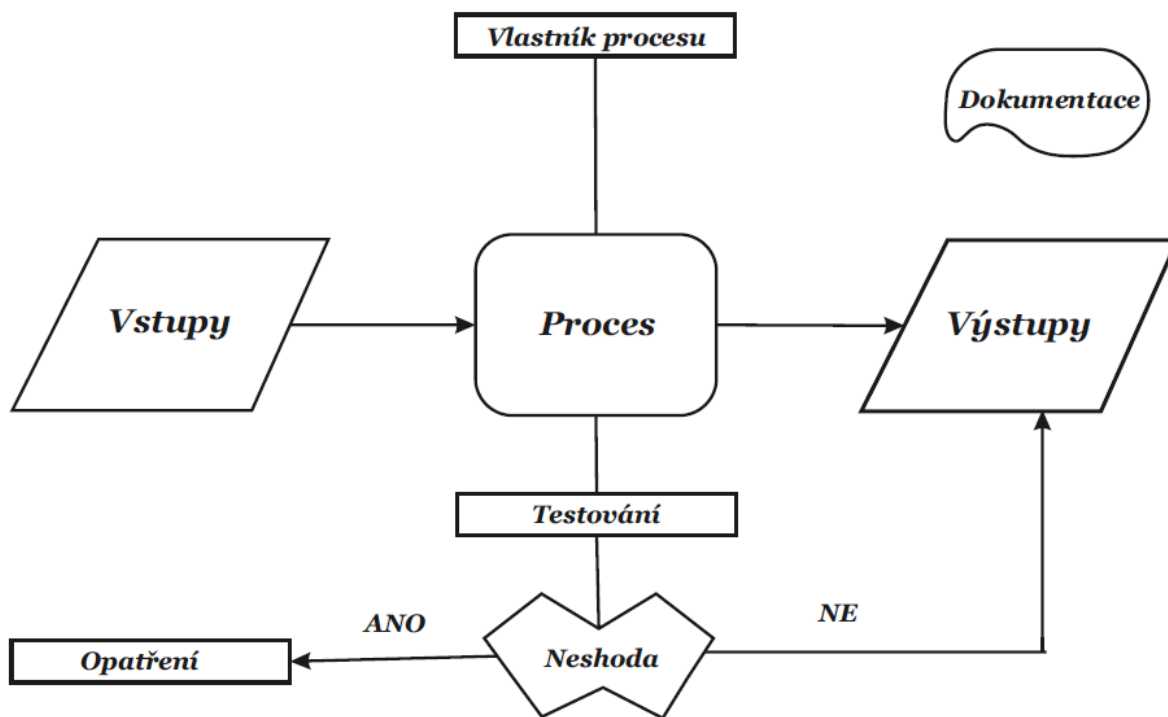 Vlastník procesu
Dokumentace
Vstupy
Proces
Výstupy
Testování
ANO
NE
Neshoda
Opatření